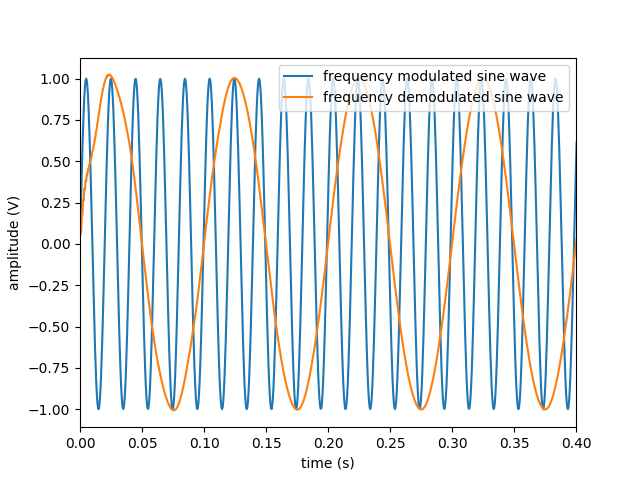 frequency modulated sine wave
frequency demodulated sine wave
1.00
0.75
0.50
0.25
0.00
−0.25
−0.50
−0.75
−1.00
amplitude (V)
0.00 0.05 0.10 0.15 0.20 0.25 0.30 0.35 0.40
time (s)